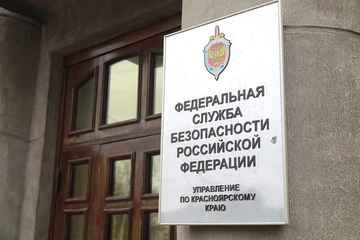 ФЕДЕРАЛЬНАЯ
СЛУЖБА
БЕЗОПАСНОСТИ
РОССИЙСКОЙ
ФЕДЕРАЦИИ
УПРАВЛЕНИЕ
ПО КРАСНОЯРСКОМУ
КРАЮ